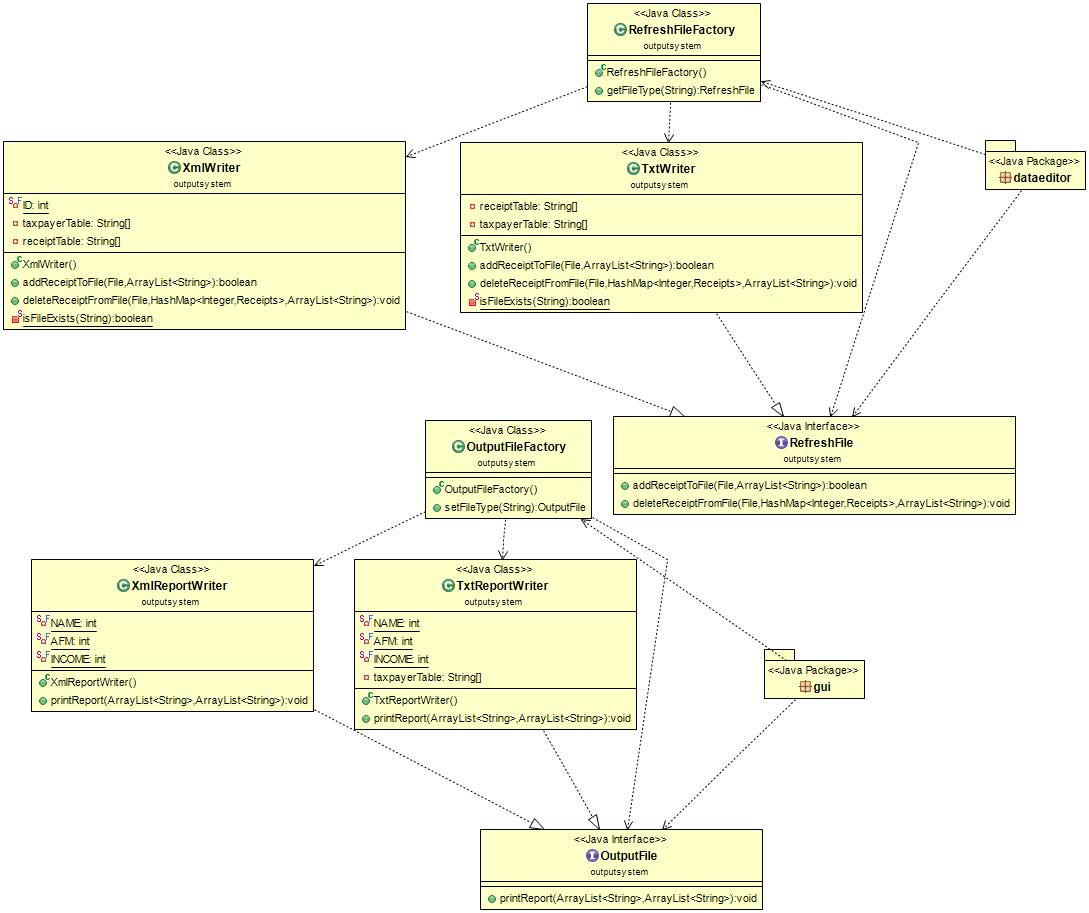 <<Java Class>>
RefreshFileFactory
outputsystem
RefreshFileFactory()
getFileType(String):RefreshFile
<<Java Class>>
XmlWriter
outputsystem
ID: int
taxpayerTable: String[]
receiptTable: String[]
XmlWriter()
addReceiptToFile(File,ArrayList<String>):boolean
deleteReceiptFromFile(File,HashMap<Integer,Receipts>,ArrayList<String>):void
isFileExists(String):boolean
<<Java Class>>
TxtWriter
outputsystem
receiptTable: String[]
taxpayerTable: String[]
TxtWriter()
addReceiptToFile(File,ArrayList<String>):boolean
deleteReceiptFromFile(File,HashMap<Integer,Receipts>,ArrayList<String>):void
isFileExists(String):boolean
<<Java Package>>
dataeditor
<<Java Interface>>
RefreshFile
outputsystem
addReceiptToFile(File,ArrayList<String>):boolean
deleteReceiptFromFile(File,HashMap<Integer,Receipts>,ArrayList<String>):void
<<Java Class>>
OutputFileFactory
outputsystem
OutputFileFactory()
setFileType(String):OutputFile
<<Java Class>>
XmlReportWriter
outputsystem
NAME: int
AFM: int
INCOME: int
XmlReportWriter()
printReport(ArrayList<String>,ArrayList<String>):void
<<Java Class>>
TxtReportWriter
outputsystem
NAME: int
AFM: int
INCOME: int
taxpayerTable: String[]
TxtReportWriter()
printReport(ArrayList<String>,ArrayList<String>):void
<<Java Package>>
gui
<<Java Interface>>
OutputFile
outputsystem
printReport(ArrayList<String>,ArrayList<String>):void